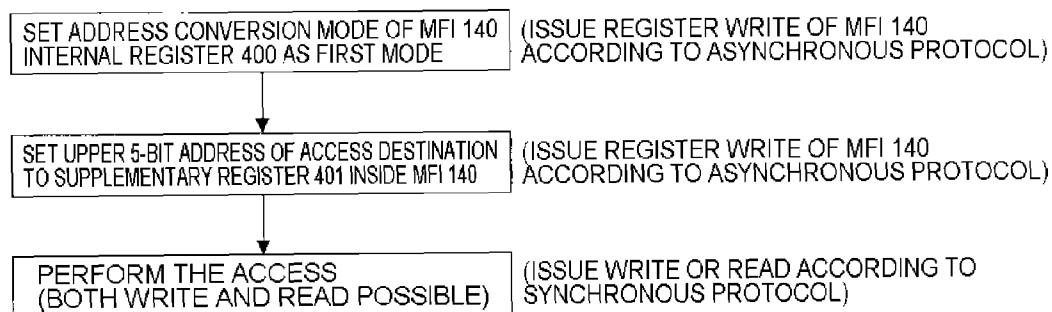 SET ADDRESS CONVERSION MODE OF MFI 140
INTERNAL REGISTER 400 AS FIRST MODE
(ISSUE REGISTER WRITE OF MFI 140
ACCORDING TO ASYNCHRONOUS PROTOCOL)
SET UPPER 5-BIT ADDRESS OF ACCESS DESTINATION
TO SUPPLEMENTARY REGISTER 401 INSIDE MFI 140
(ISSUE REGISTER WRITE OF MFI 140
ACCORDING TO ASYNCHRONOUS PROTOCOL)
PERFORM THE ACCESS
(BOTH WRITE AND READ POSSIBLE)
(ISSUE WRITE OR READ ACCORDING TO
SYNCHRONOUS PROTOCOL)